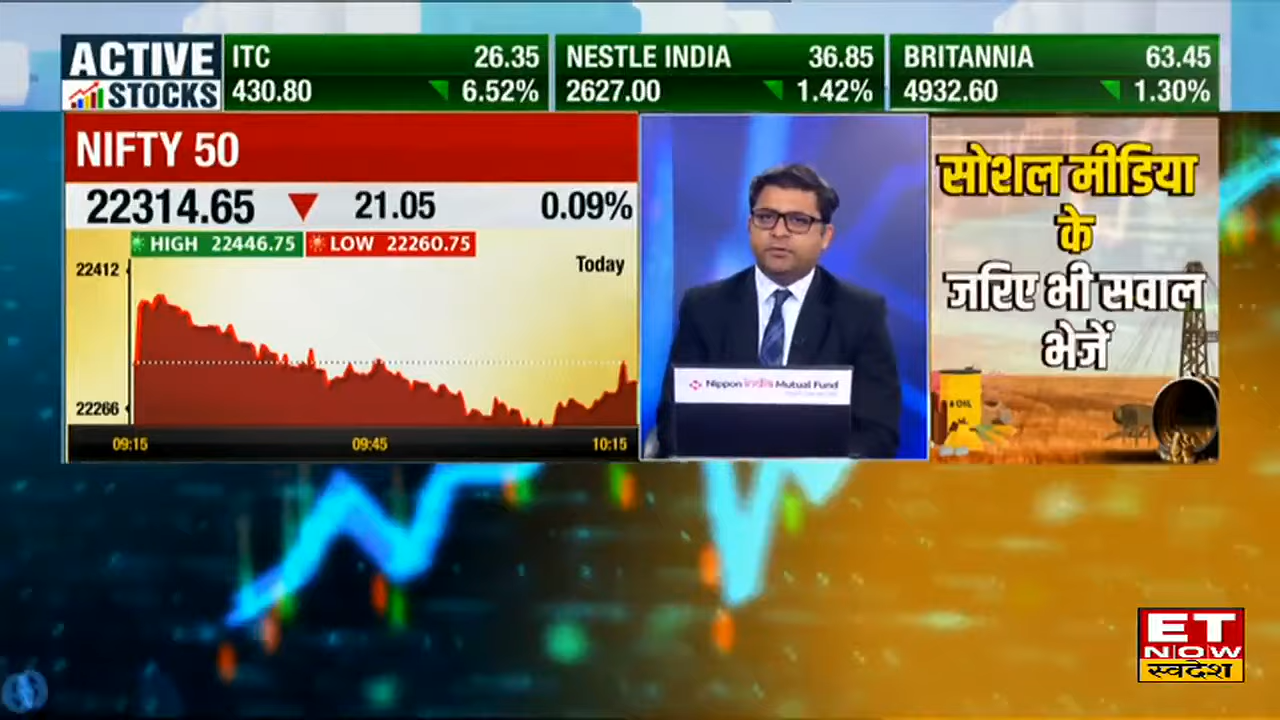 ACTIVE
STOCKS
ITC 26.35
430.80 6.52%
NESTLE INDIA 36.85
2627.00 1.42%
BRITANNIA 63.45
4932.60 1.30%
NIFTY 50
22314.65 21.05 0.09%
HIGH 22446.75 LOW 22260.75
Today
22412
22266
09:15 09:45 10:15
Nippon india Mutual Fund
सोशल मीडिया
के
जरिए भी सवाल
भेजें
OIL
ET
NOW
स्वदेश